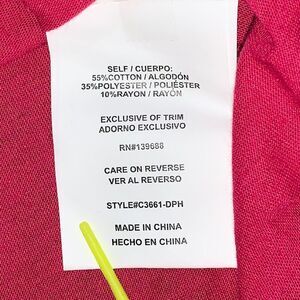 SELF / CUERPO:
55%COTTON / ALGODÓN
35%POLYESTER / POLIÉSTER
10%RAYON / RAYÓN
EXCLUSIVE OF TRIM
ADORNO EXCLUSIVO
RN#139688
CARE ON REVERSE
VER AL REVERSO
STYLE#C3661-DPH
MADE IN CHINA
HECHO EN CHINA